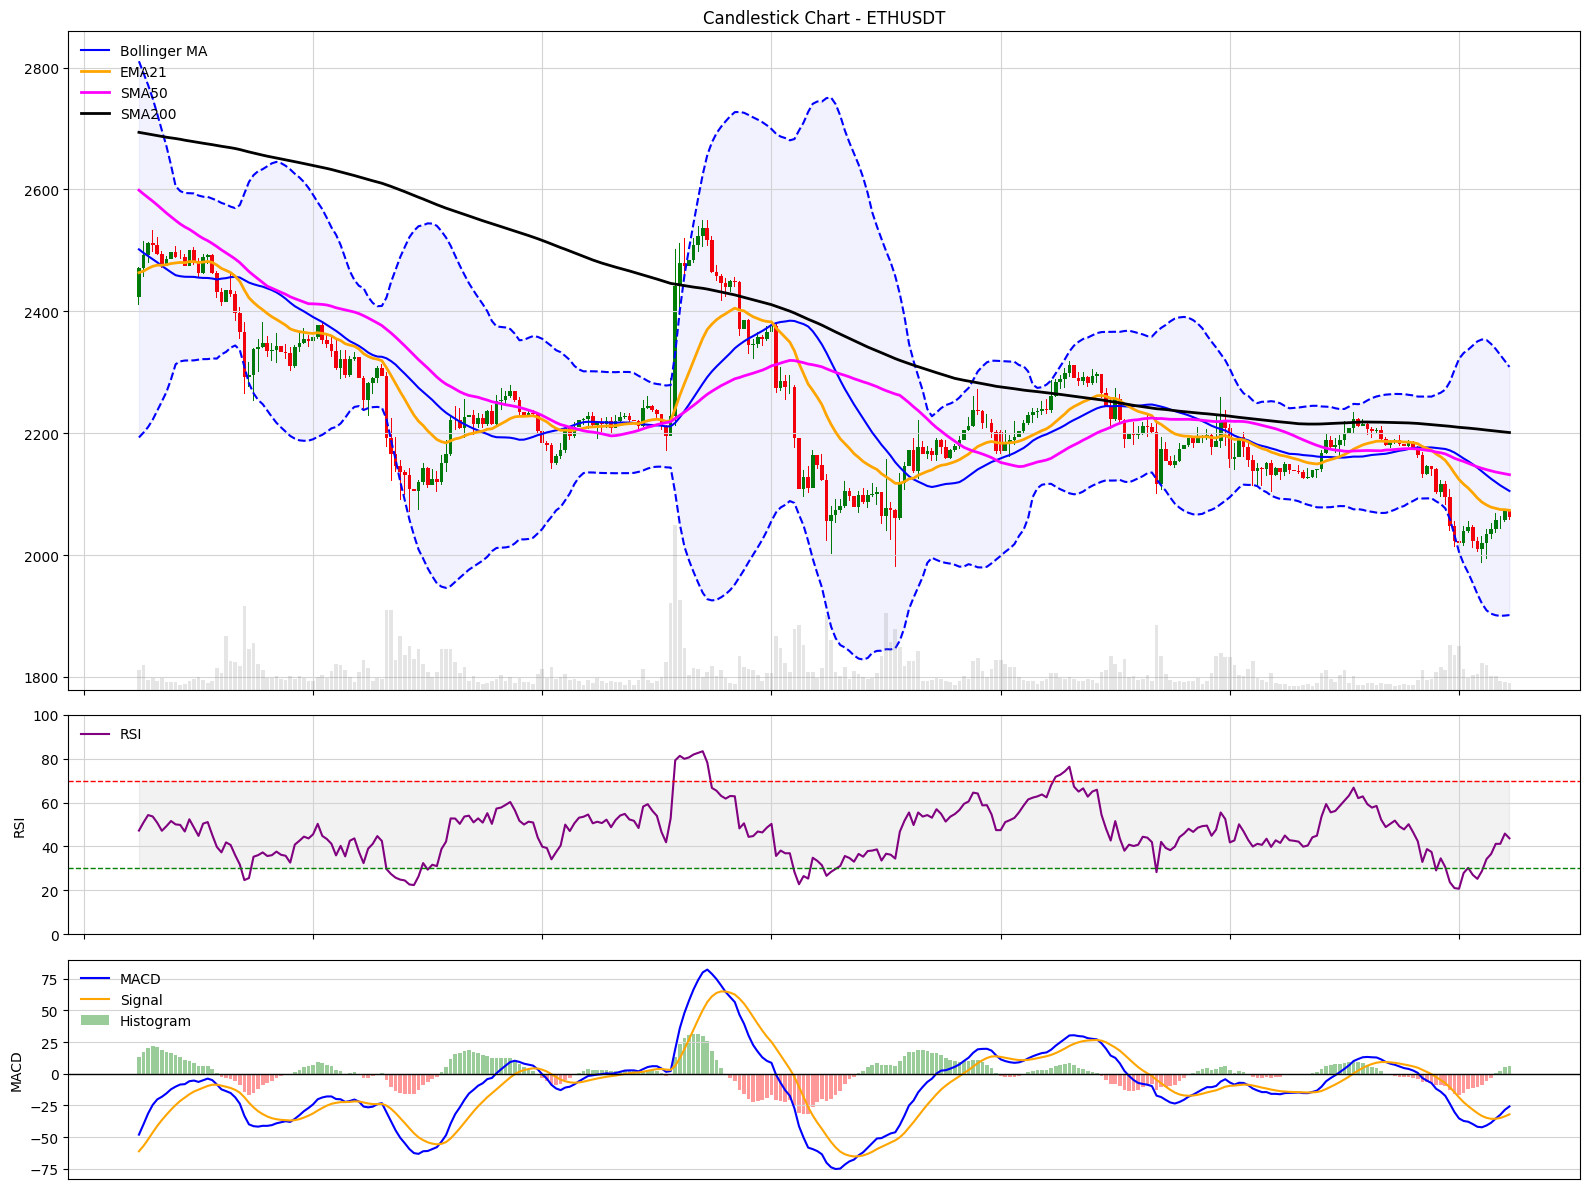 Candlestick Chart - ETHUSDT
Bollinger MA
EMA21
SMA50
SMA200
2800
2600
2400
2200
2000
1800
RSI
RSI
100
80
60
40
20
0
MACD
Signal
Histogram
MACD
75
50
25
0
−25
−50
−75